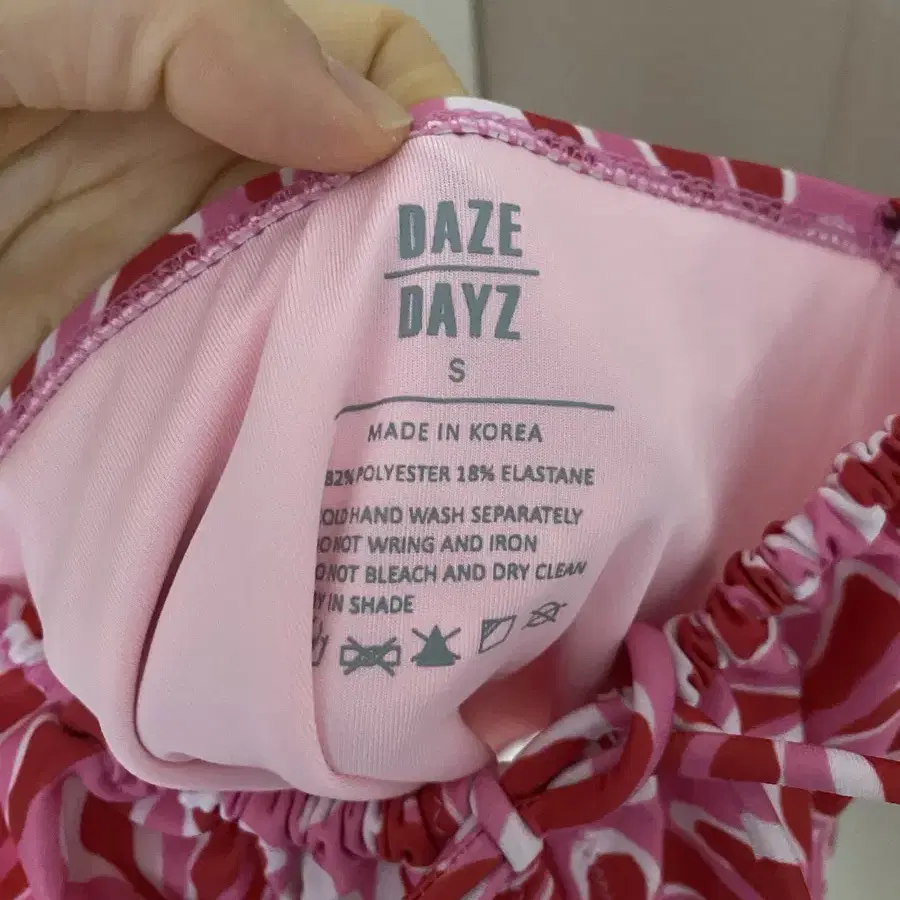 DAZE
DAYZ
S
MADE IN KOREA
82% POLYESTER 18% ELASTANE
OLD HAND WASH SEPARATELY
O NOT WRING AND IRON
O NOT BLEACH AND DRY CLEAN
Y IN SHADE